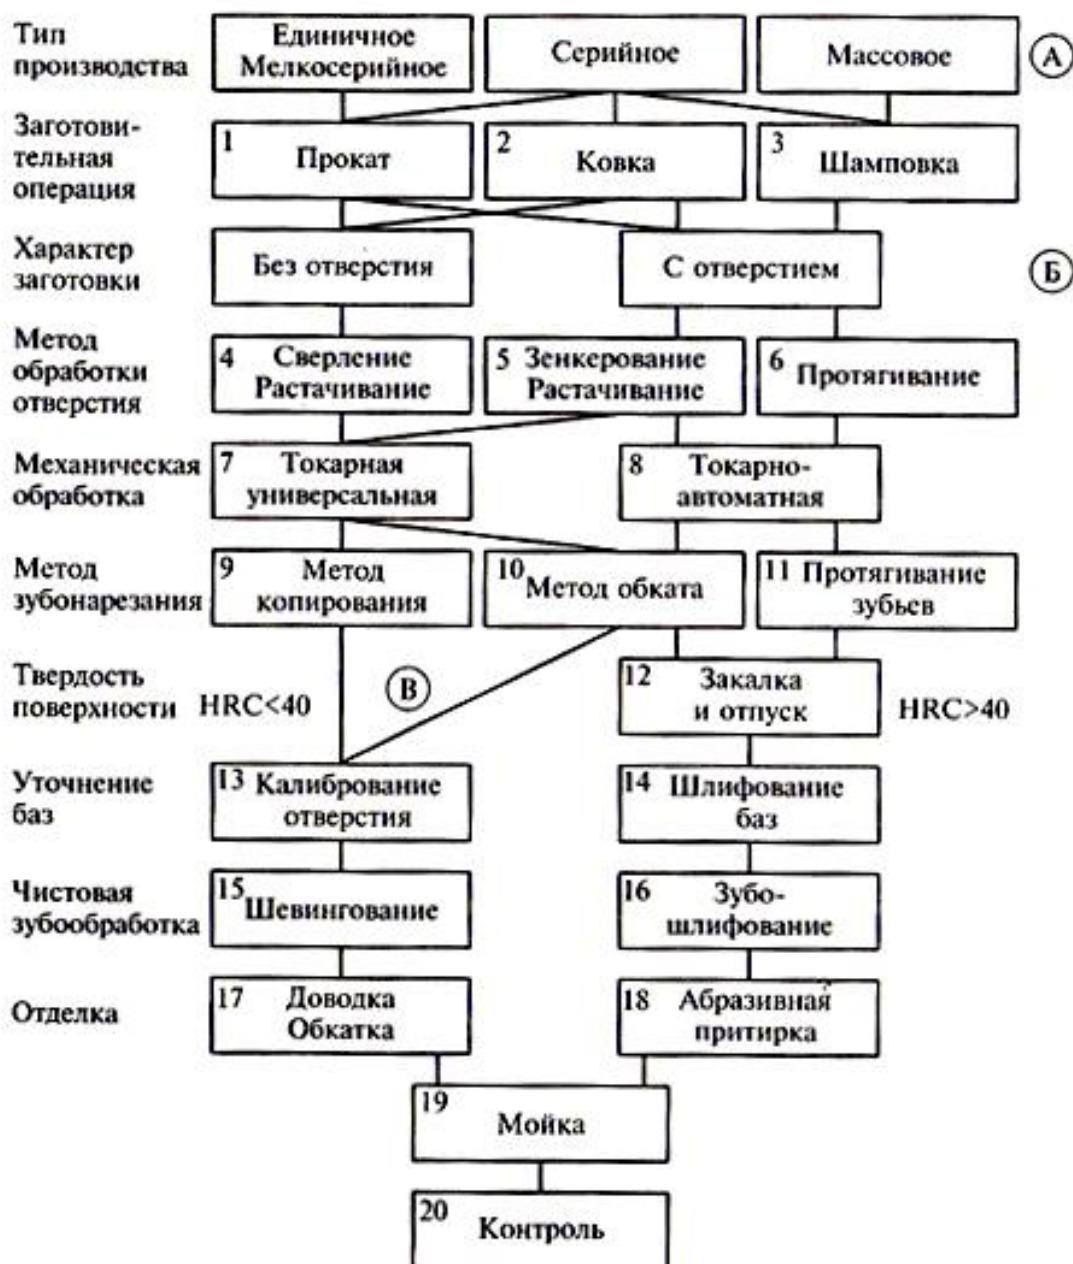 Тип
производства
Единичное
Мелкосерийное
Серийное
Массовое
А
Заготови-
тельная
операция
1
Прокат
2
Ковка
3
Шамповка
Характер
заготовки
Без отверстия
С отверстием
Б
Метод
обработки
отверстия
4 Сверление
Растачивание
5 Зенкерование
Растачивание
6 Протягивание
Механическая
обработка
7 Токарная
универсальная
8 Токарно-
автоматная
Метод
зубонарезания
9 Метод
копирования
10
Метод обката
11 Протягивание
зубьев
Твердость
поверхности HRC<40
В
12 Закалка
и отпуск
HRC>40
Уточнение
баз
13 Калибрование
отверстия
14 Шлифование
баз
Чистовая
зубообработка
15
Шевингование
16 Зубо-
шлифование
Отделка
17 Доводка
Обкатка
18 Абразивная
притирка
19
Мойка
20
Контроль